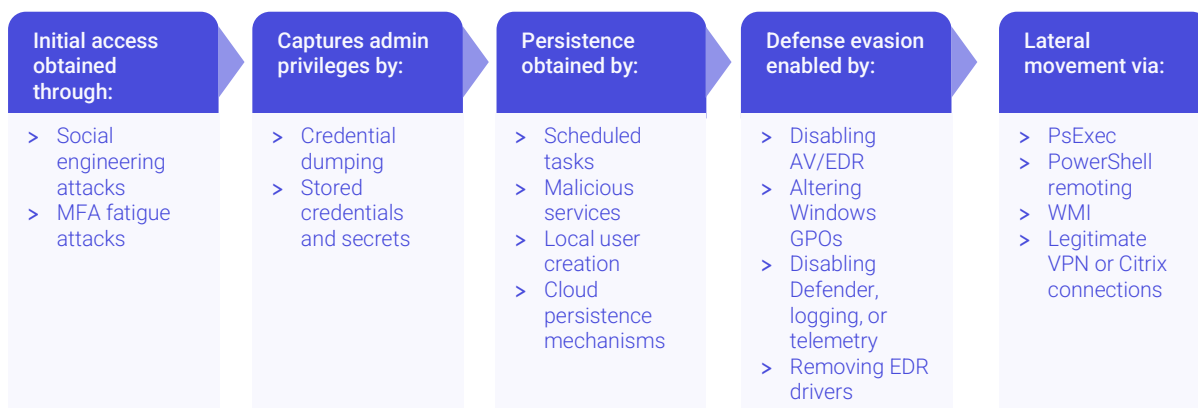 Initial access
obtained
through:
> Social
engineering
attacks
> MFA fatigue
attacks
Captures admin
privileges by:
> Credential
dumping
> Stored
credentials
and secrets
Persistence
obtained by:
> Scheduled
tasks
> Malicious
services
> Local user
creation
> Cloud
persistence
mechanisms
Defense evasion
enabled by:
> Disabling
AV/EDR
> Altering
Windows
GPOs
> Disabling
Defender,
logging, or
telemetry
> Removing EDR
drivers
Lateral
movement via:
> PsExec
> PowerShell
remoting
> WMI
> Legitimate
VPN or Citrix
connections